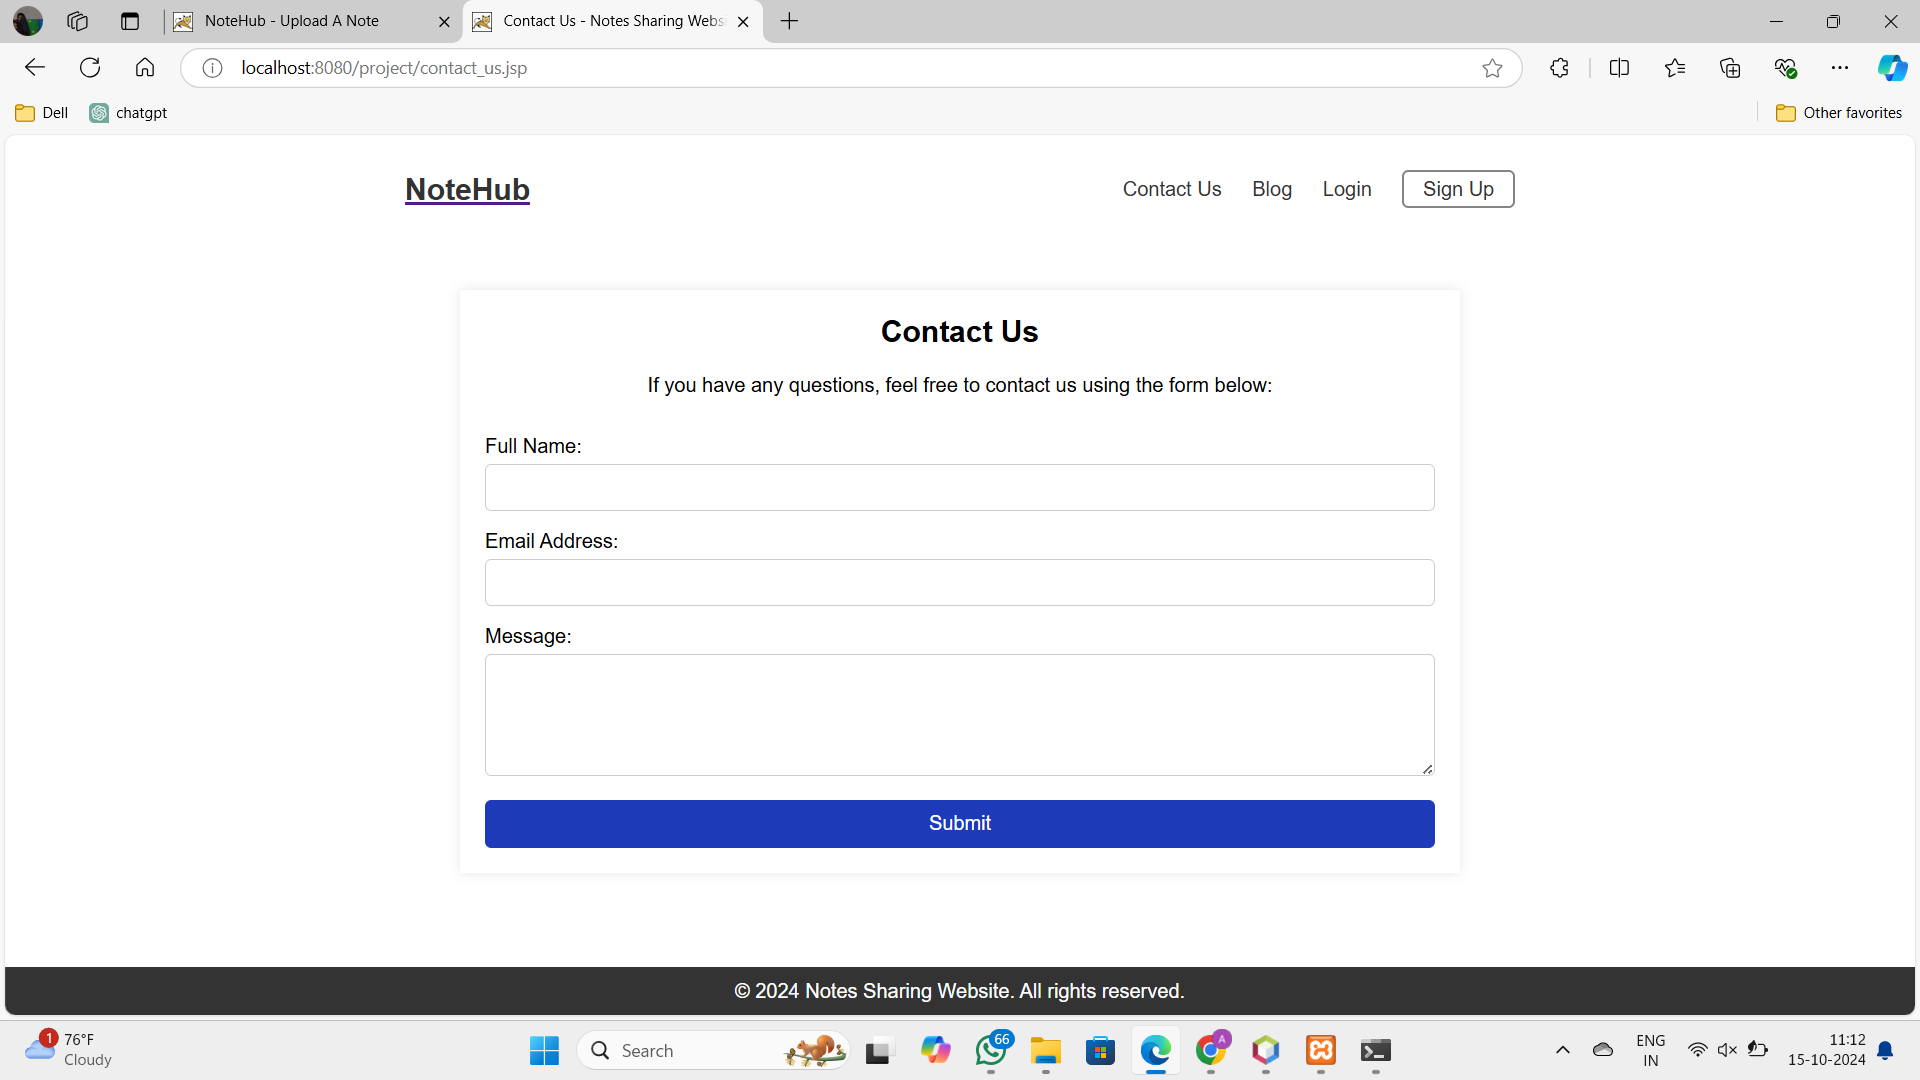 NoteHub - Upload A Note
Contact Us - Notes Sharing Webs
localhost:8080/project/contact_us.jsp
Dell
chatgpt
Other favorites
NoteHub
Contact Us
Blog
Login
Sign Up
Contact Us
If you have any questions, feel free to contact us using the form below:
Full Name:
Email Address:
Message:
Submit
© 2024 Notes Sharing Website. All rights reserved.
1
76°F
Cloudy
Search
66
A
ENG
IN
11:12
15-10-2024